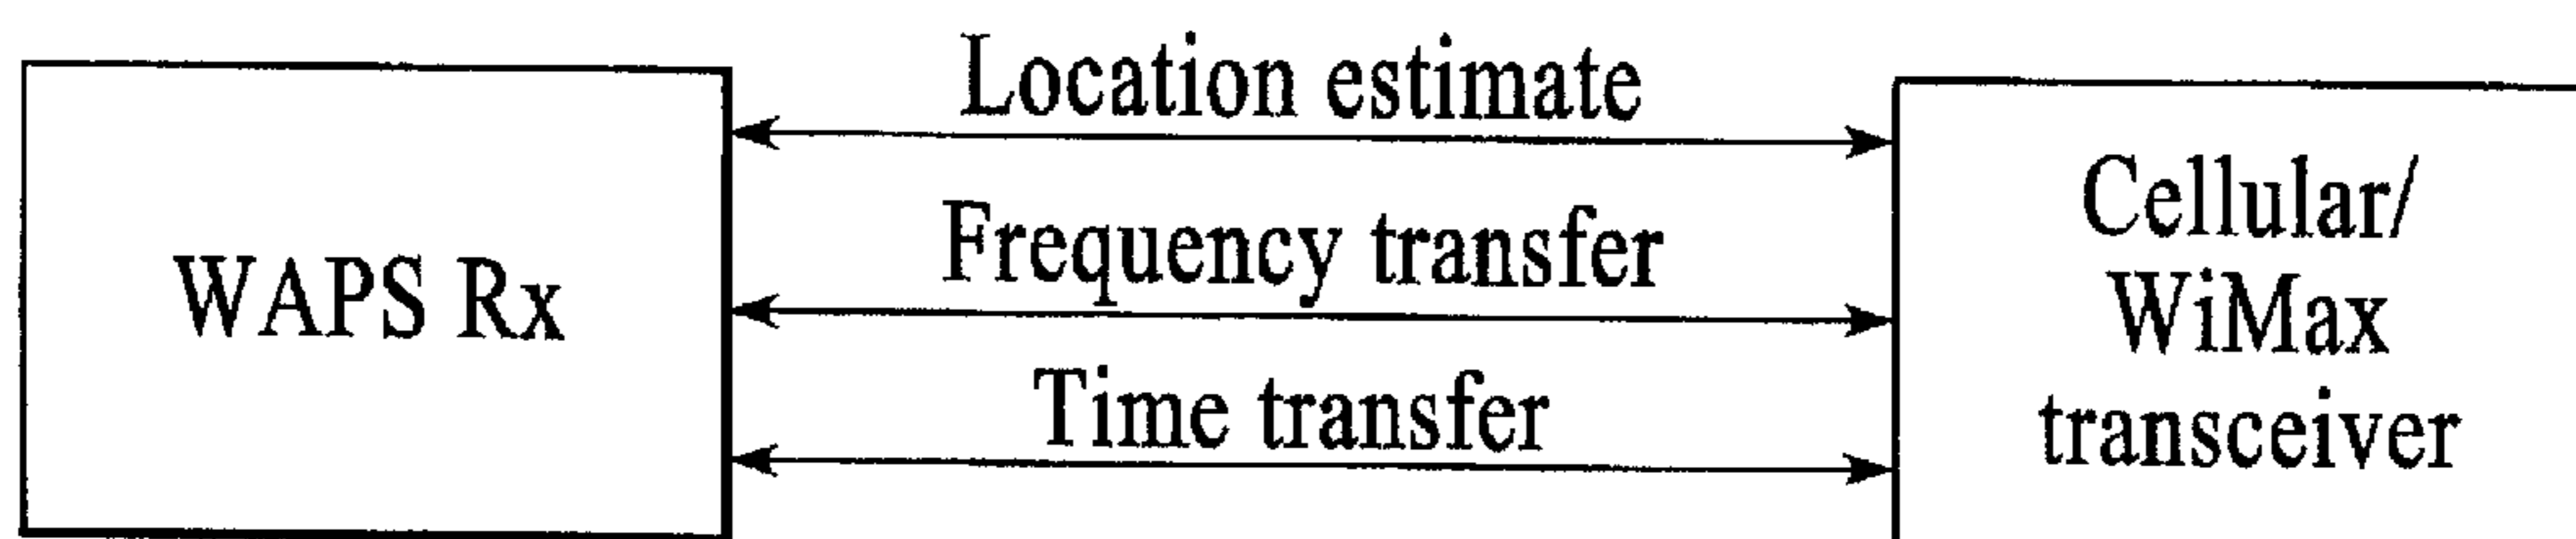 Location estimate
Frequency transfer
Time transfer
WAPS Rx
Cellular/
WiMax
transceiver